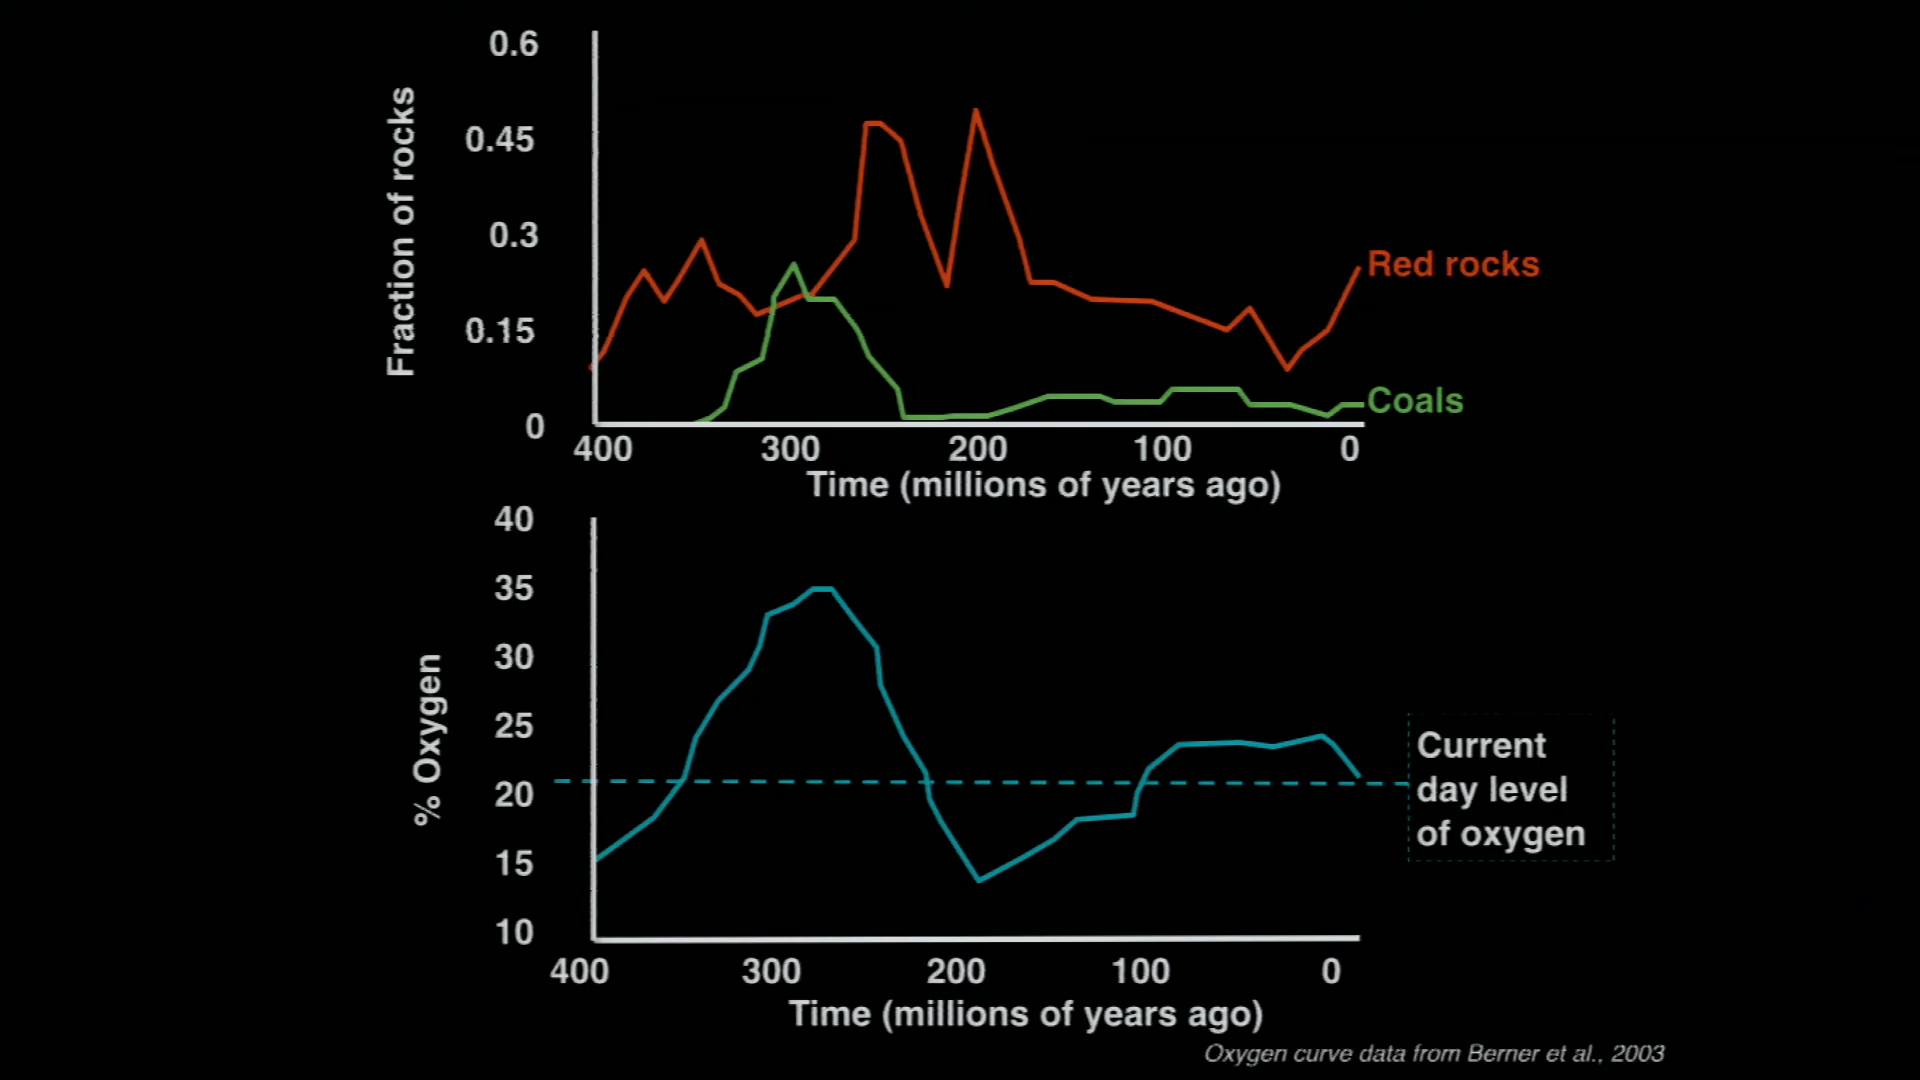 0.6
0.45
0.3
0.15
0
Fraction of rocks
Red rocks
Coals
400 300 200 100 0
Time (millions of years ago)
40
35
30
25
20
15
10
% Oxygen
Current
day level
of oxygen
400 300 200 100 0
Time (millions of years ago)
Oxygen curve data from Berner et al., 2003